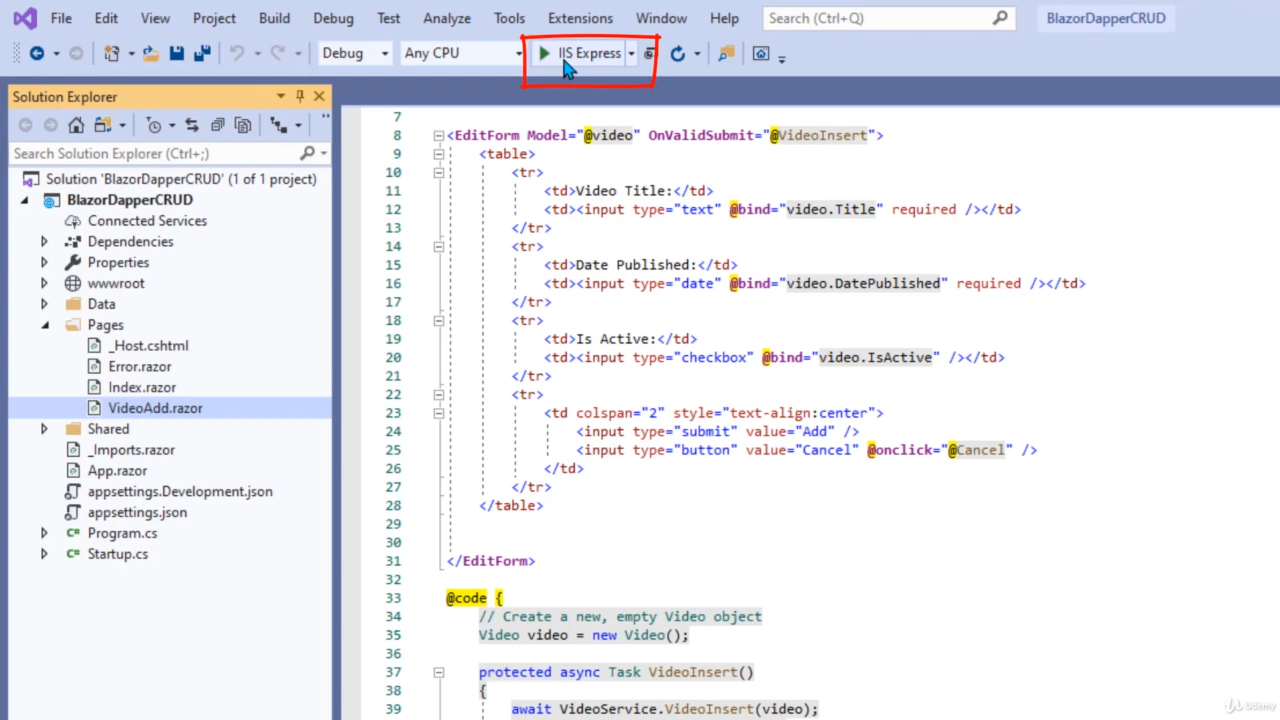 File Edit View Project Build Debug Test Analyze Tools Extensions Window Help Search (Ctrl+Q) BlazorDapperCRUD
Debug Any CPU IIS Express
Solution Explorer
Search Solution Explorer (Ctrl+;)
Solution 'BlazorDapperCRUD' (1 of 1 project)
BlazorDapperCRUD
Connected Services
Dependencies
Properties
wwwroot
Data
Pages
_Host.cshtml
Error.razor
Index.razor
VideoAdd.razor
Shared
_Imports.razor
App.razor
appsettings.Development.json
appsettings.json
C# Program.cs
C# Startup.cs
7
8 <EditForm Model="@video" OnValidSubmit="@VideoInsert">
9 <table>
10 <tr>
11 <td>Video Title:</td>
12 <td><input type="text" @bind="video.Title" required /></td>
13 </tr>
14 <tr>
15 <td>Date Published:</td>
16 <td><input type="date" @bind="video.DatePublished" required /></td>
17 </tr>
18 <tr>
19 <td>Is Active:</td>
20 <td><input type="checkbox" @bind="video.IsActive" /></td>
21 </tr>
22 <tr>
23 <td colspan="2" style="text-align:center">
24 <input type="submit" value="Add" />
25 <input type="button" value="Cancel" @onclick="@Cancel" />
26 </td>
27 </tr>
28 </table>
29
30
31 </EditForm>
32
33 @code {
34 // Create a new, empty Video object
35 Video video = new Video();
36
37 protected async Task VideoInsert()
38 {
39 await VideoService.VideoInsert(video);
Udemy